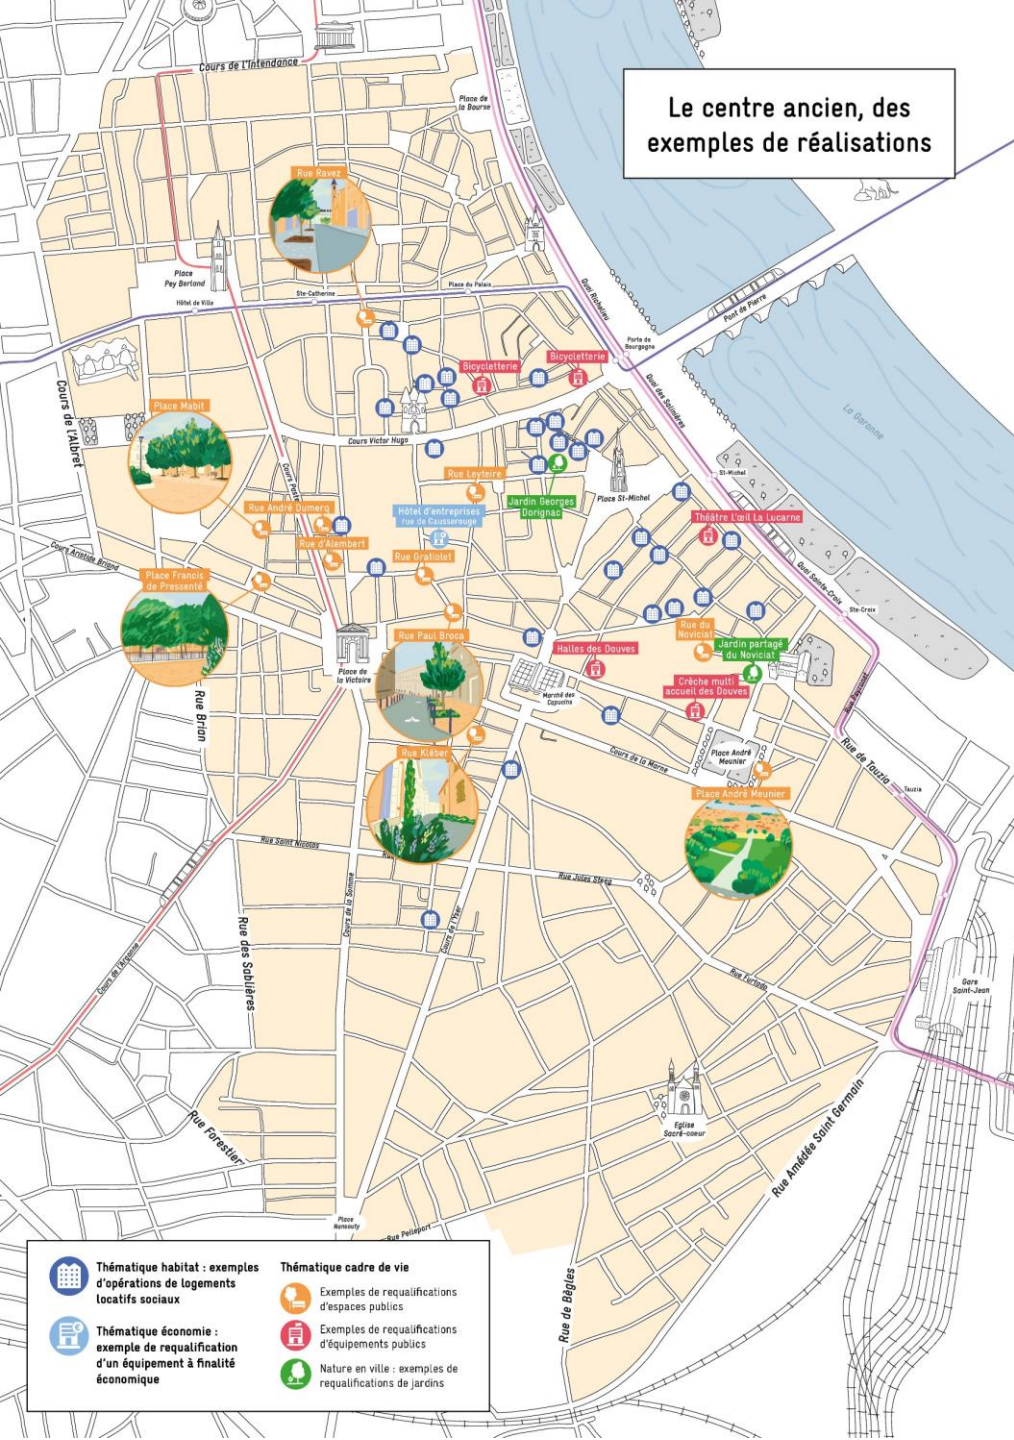 Le centre ancien, des
exemples de réalisations
Cours de l'Intendance
Place de
la Bourse
Rue Ravez
Place
Pey Berland
Hôtel de Ville
Ste-Catherine
Place du Palais
Quai Richelieu
Pont de Pierre
Porte de
Bourgogne
Bicycletterie
Bicycletterie
Quai des Salinières
La Garonne
Cours de l'Albret
Place Mabit
Cours Victor Hugo
Cours Pasteur
Rue Leyteire
Jardin Georges
Dorignac
Place St-Michel
St-Michel
Rue André Dumerq
Hôtel d'entreprises
rue de Causserouge
Théâtre L'œil La Lucarne
Rue d'Alembert
Rue Gratiolet
Cours Aristide Briand
Place Francis
de Pressensé
Quai Sainte-Croix
Ste-Croix
Rue Paul Broca
Rue du
Noviciat
Jardin partagé
du Noviciat
Halles des Douves
Place de
la Victoire
Crèche multi
accueil des Douves
Marché des
Capucins
Rue Peyronnet
Rue Brian
Rue Kléber
Cours de la Marne
Place André
Meunier
Rue de Tauzia
Tauzia
Place André Meunier
Rue Saint Nicolas
Rue Jules Steeg
Cours de la Somme
Cours de l'Yser
Rue des Sablières
Cours de l'Argonne
Rue Furtado
Gare
Saint-Jean
Rue Forestier
Eglise
Sacré-coeur
Rue Amédée Saint Germain
Place
Nansouty
Rue Pelleport
Rue de Bègles
Thématique habitat : exemples
d'opérations de logements
locatifs sociaux
Thématique économie :
exemple de requalification
d'un équipement à finalité
économique
Thématique cadre de vie
Exemples de requalifications
d'espaces publics
Exemples de requalifications
d'équipements publics
Nature en ville : exemples de
requalifications de jardins